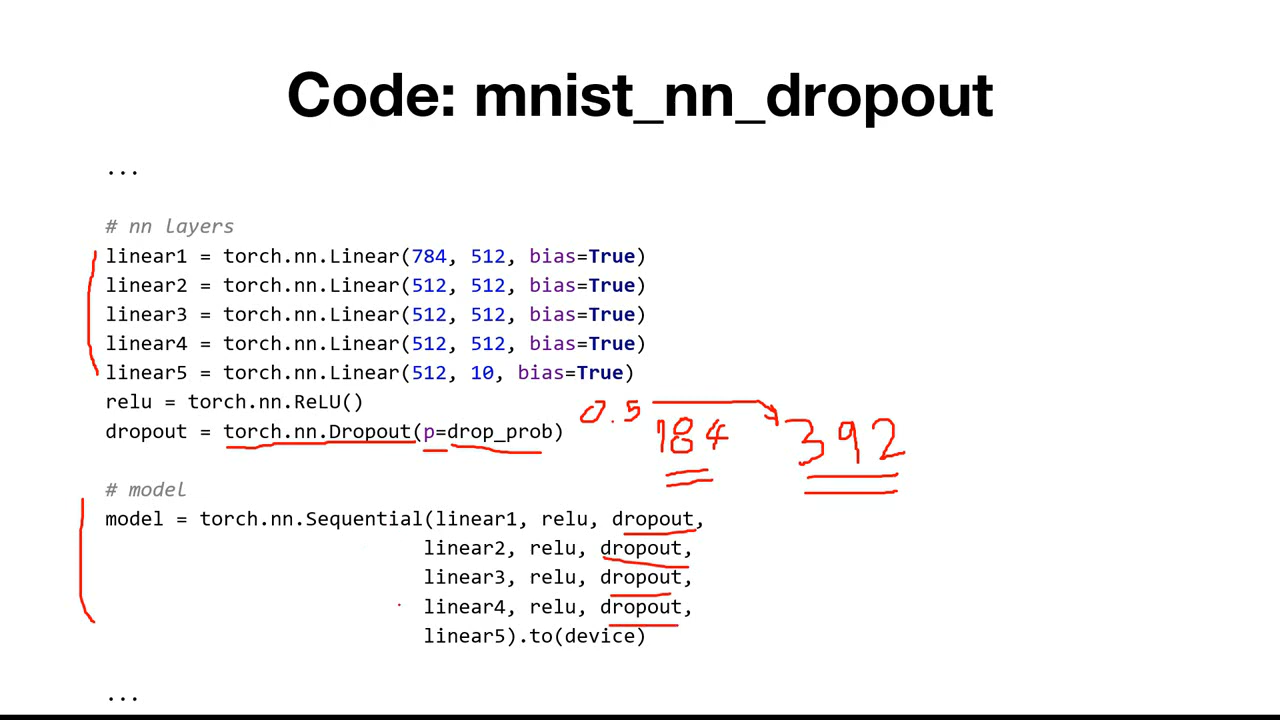 Code: mnist_nn_dropout
...
# nn layers
linear1 = torch.nn.Linear(784, 512, bias=True)
linear2 = torch.nn.Linear(512, 512, bias=True)
linear3 = torch.nn.Linear(512, 512, bias=True)
linear4 = torch.nn.Linear(512, 512, bias=True)
linear5 = torch.nn.Linear(512, 10, bias=True)
relu = torch.nn.ReLU()
dropout = torch.nn.Dropout(p=drop_prob) 0.5 784 392
# model
model = torch.nn.Sequential(linear1, relu, dropout,
linear2, relu, dropout,
linear3, relu, dropout,
linear4, relu, dropout,
linear5).to(device)
...